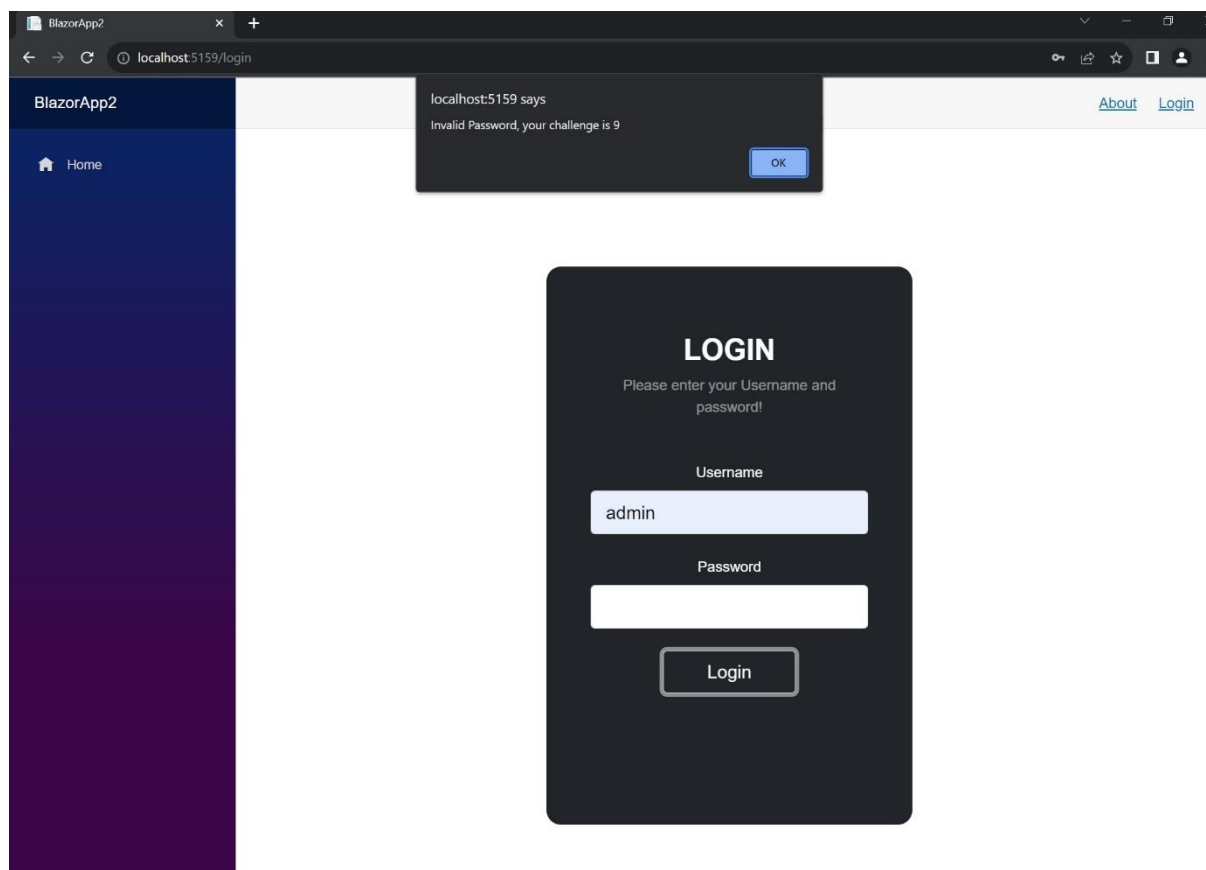 BlazorApp2
localhost:5159/login
BlazorApp2
localhost:5159 says
Invalid Password, your challenge is 9
OK
About Login
Home
LOGIN
Please enter your Username and
password!
Username
admin
Password
Login